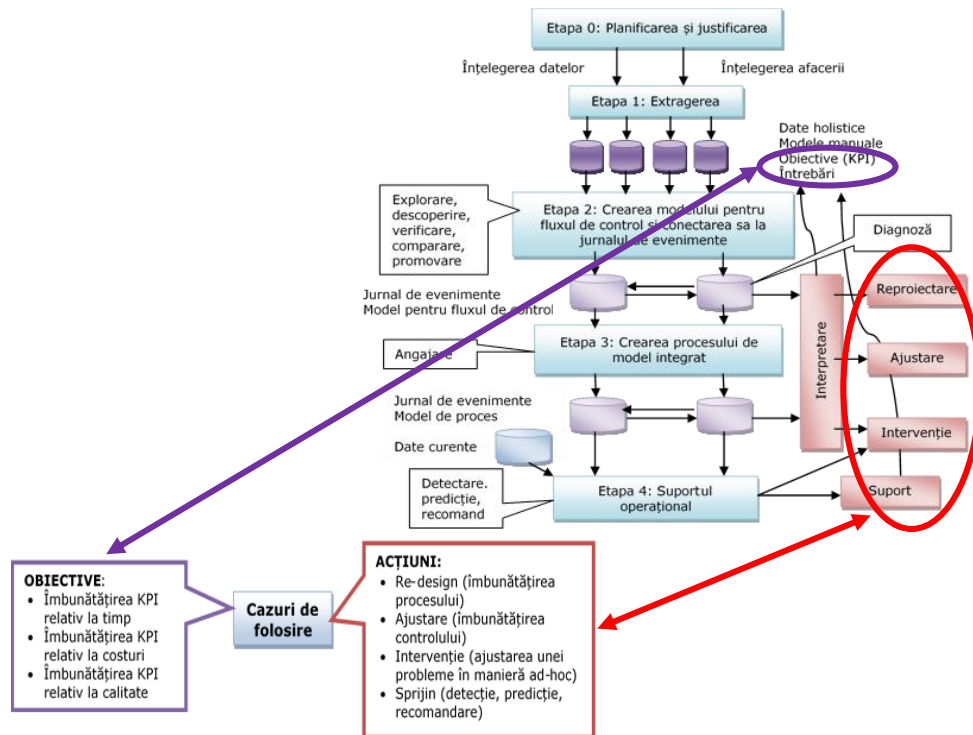 Etapa 0: Planificarea și justificarea
Înțelegerea datelor
Înțelegerea afacerii
Etapa 1: Extragerea
Date holistice
Modele manuale
Obiective (KPI)
Întrebări
Explorare,
descoperire,
verificare,
comparare,
promovare
Etapa 2: Crearea modelului pentru
fluxul de control si conectarea sa la
jurnalul de evenimente
Diagnoză
Jurnal de evenimente
Model pentru fluxul de control
Interpretare
Reproiectare
Angajare
Etapa 3: Crearea procesului de
model integrat
Ajustare
Jurnal de evenimente
Model de proces
Intervenție
Date curente
Detectare.
predicție,
recomand
Etapa 4: Suportul
operațional
Suport
OBIECTIVE:
• Îmbunătățirea KPI
relativ la timp
• Îmbunătățirea KPI
relativ la costuri
• Îmbunătățirea KPI
relativ la calitate
Cazuri de
folosire
ACȚIUNI:
• Re-design (îmbunătățirea
procesului)
• Ajustare (îmbunătățirea
controlului)
• Intervenție (ajustarea unei
probleme în manieră ad-hoc)
• Sprijin (detecție, predicție,
recomandare)